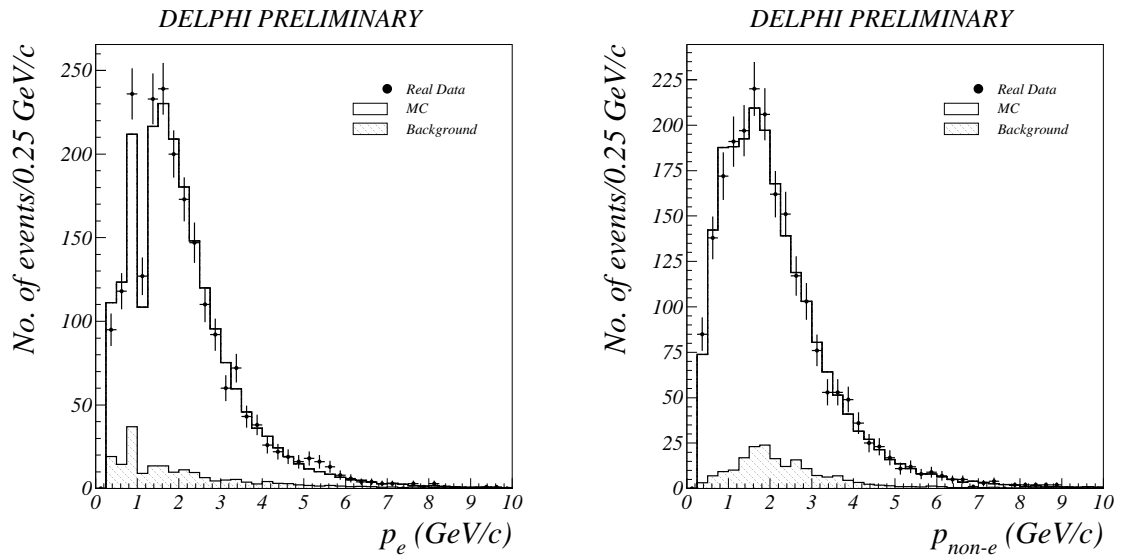 DELPHI PRELIMINARY
No. of events/0.25 GeV/c
250
200
150
100
50
0
0 1 2 3 4 5 6 7 8 9 10
p_e (GeV/c)
Real Data
MC
Background
DELPHI PRELIMINARY
No. of events/0.25 GeV/c
225
200
175
150
125
100
75
50
25
0
0 1 2 3 4 5 6 7 8 9 10
p_non-e (GeV/c)
Real Data
MC
Background